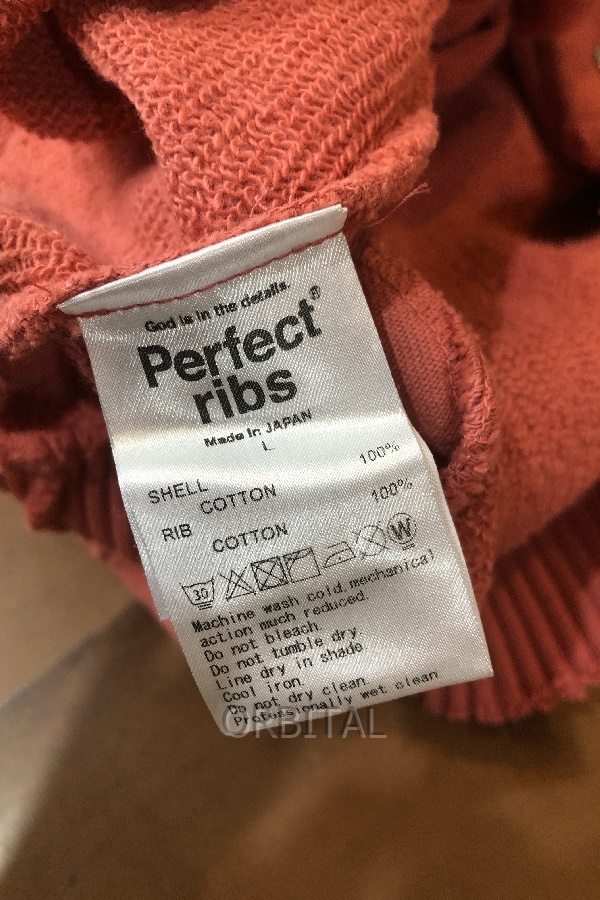 God is in the details.
Perfect®
ribs
Made in JAPAN
L
SHELL
COTTON 100%
RIB
COTTON 100%
30 W
Machine wash cold.mechanical
action much reduced.
Do not bleach.
Do not tumble dry.
Line dry in shade
Cool iron.
Do not dry clean.
Professionally wet clean
ORBITAL